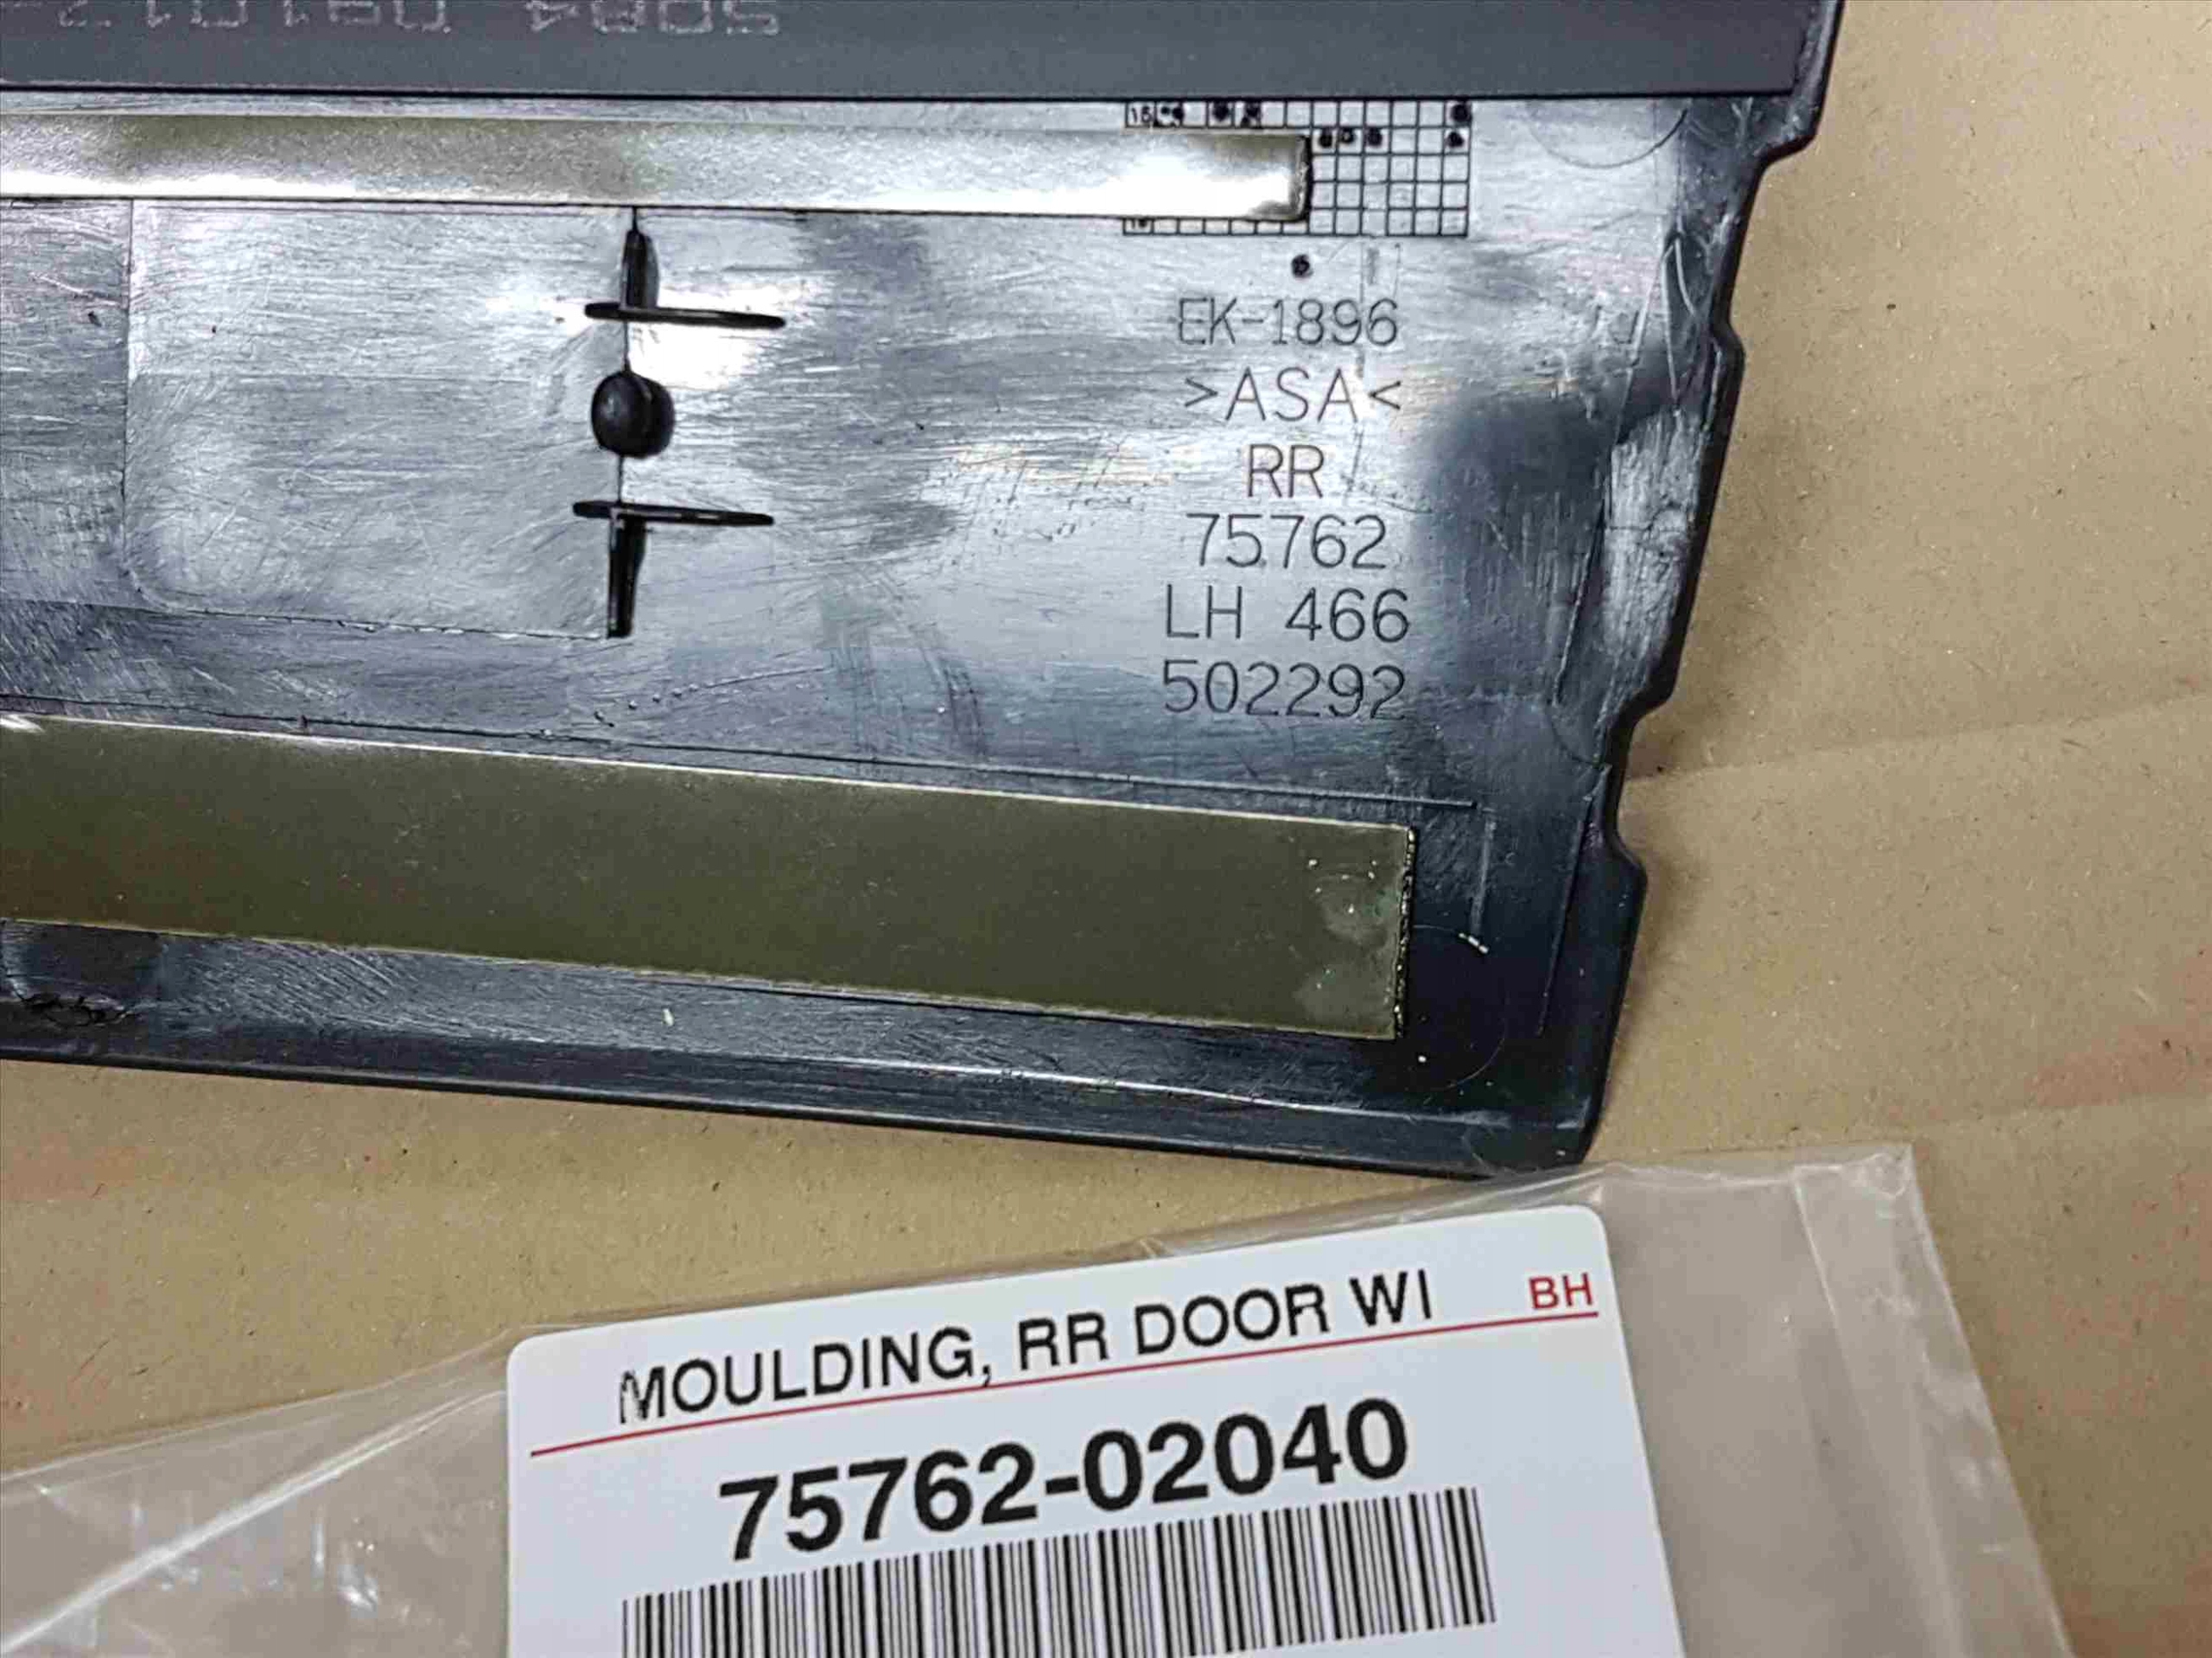 EK-1896
>ASA<
RR
75762
LH 466
502292
MOULDING, RR DOOR WI BH
75762-02040